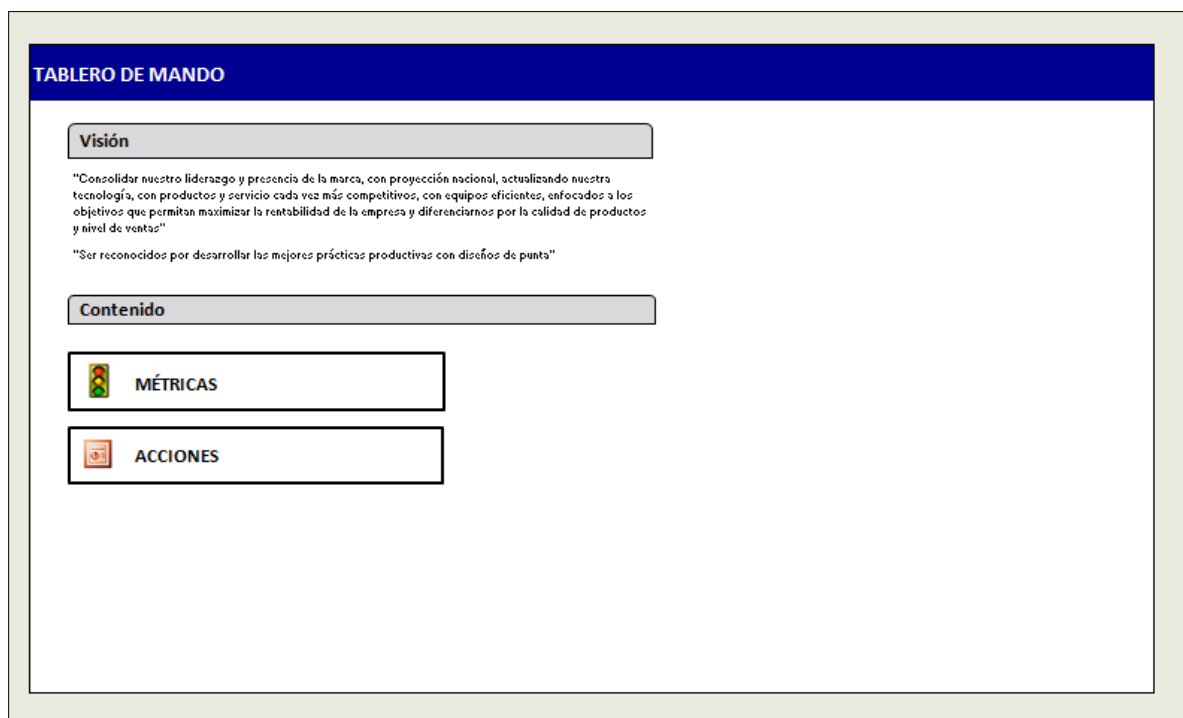 TABLERO DE MANDO
Visión
"Consolidar nuestro liderazgo y presencia de la marca, con proyección nacional, actualizando nuestra
tecnología, con productos y servicio cada vez más competitivos, con equipos eficientes, enfocados a los
objetivos que permitan maximizar la rentabilidad de la empresa y diferenciarnos por la calidad de productos
y nivel de ventas"
"Ser reconocidos por desarrollar las mejores prácticas productivas con diseños de punta"
Contenido
MÉTRICAS
ACCIONES